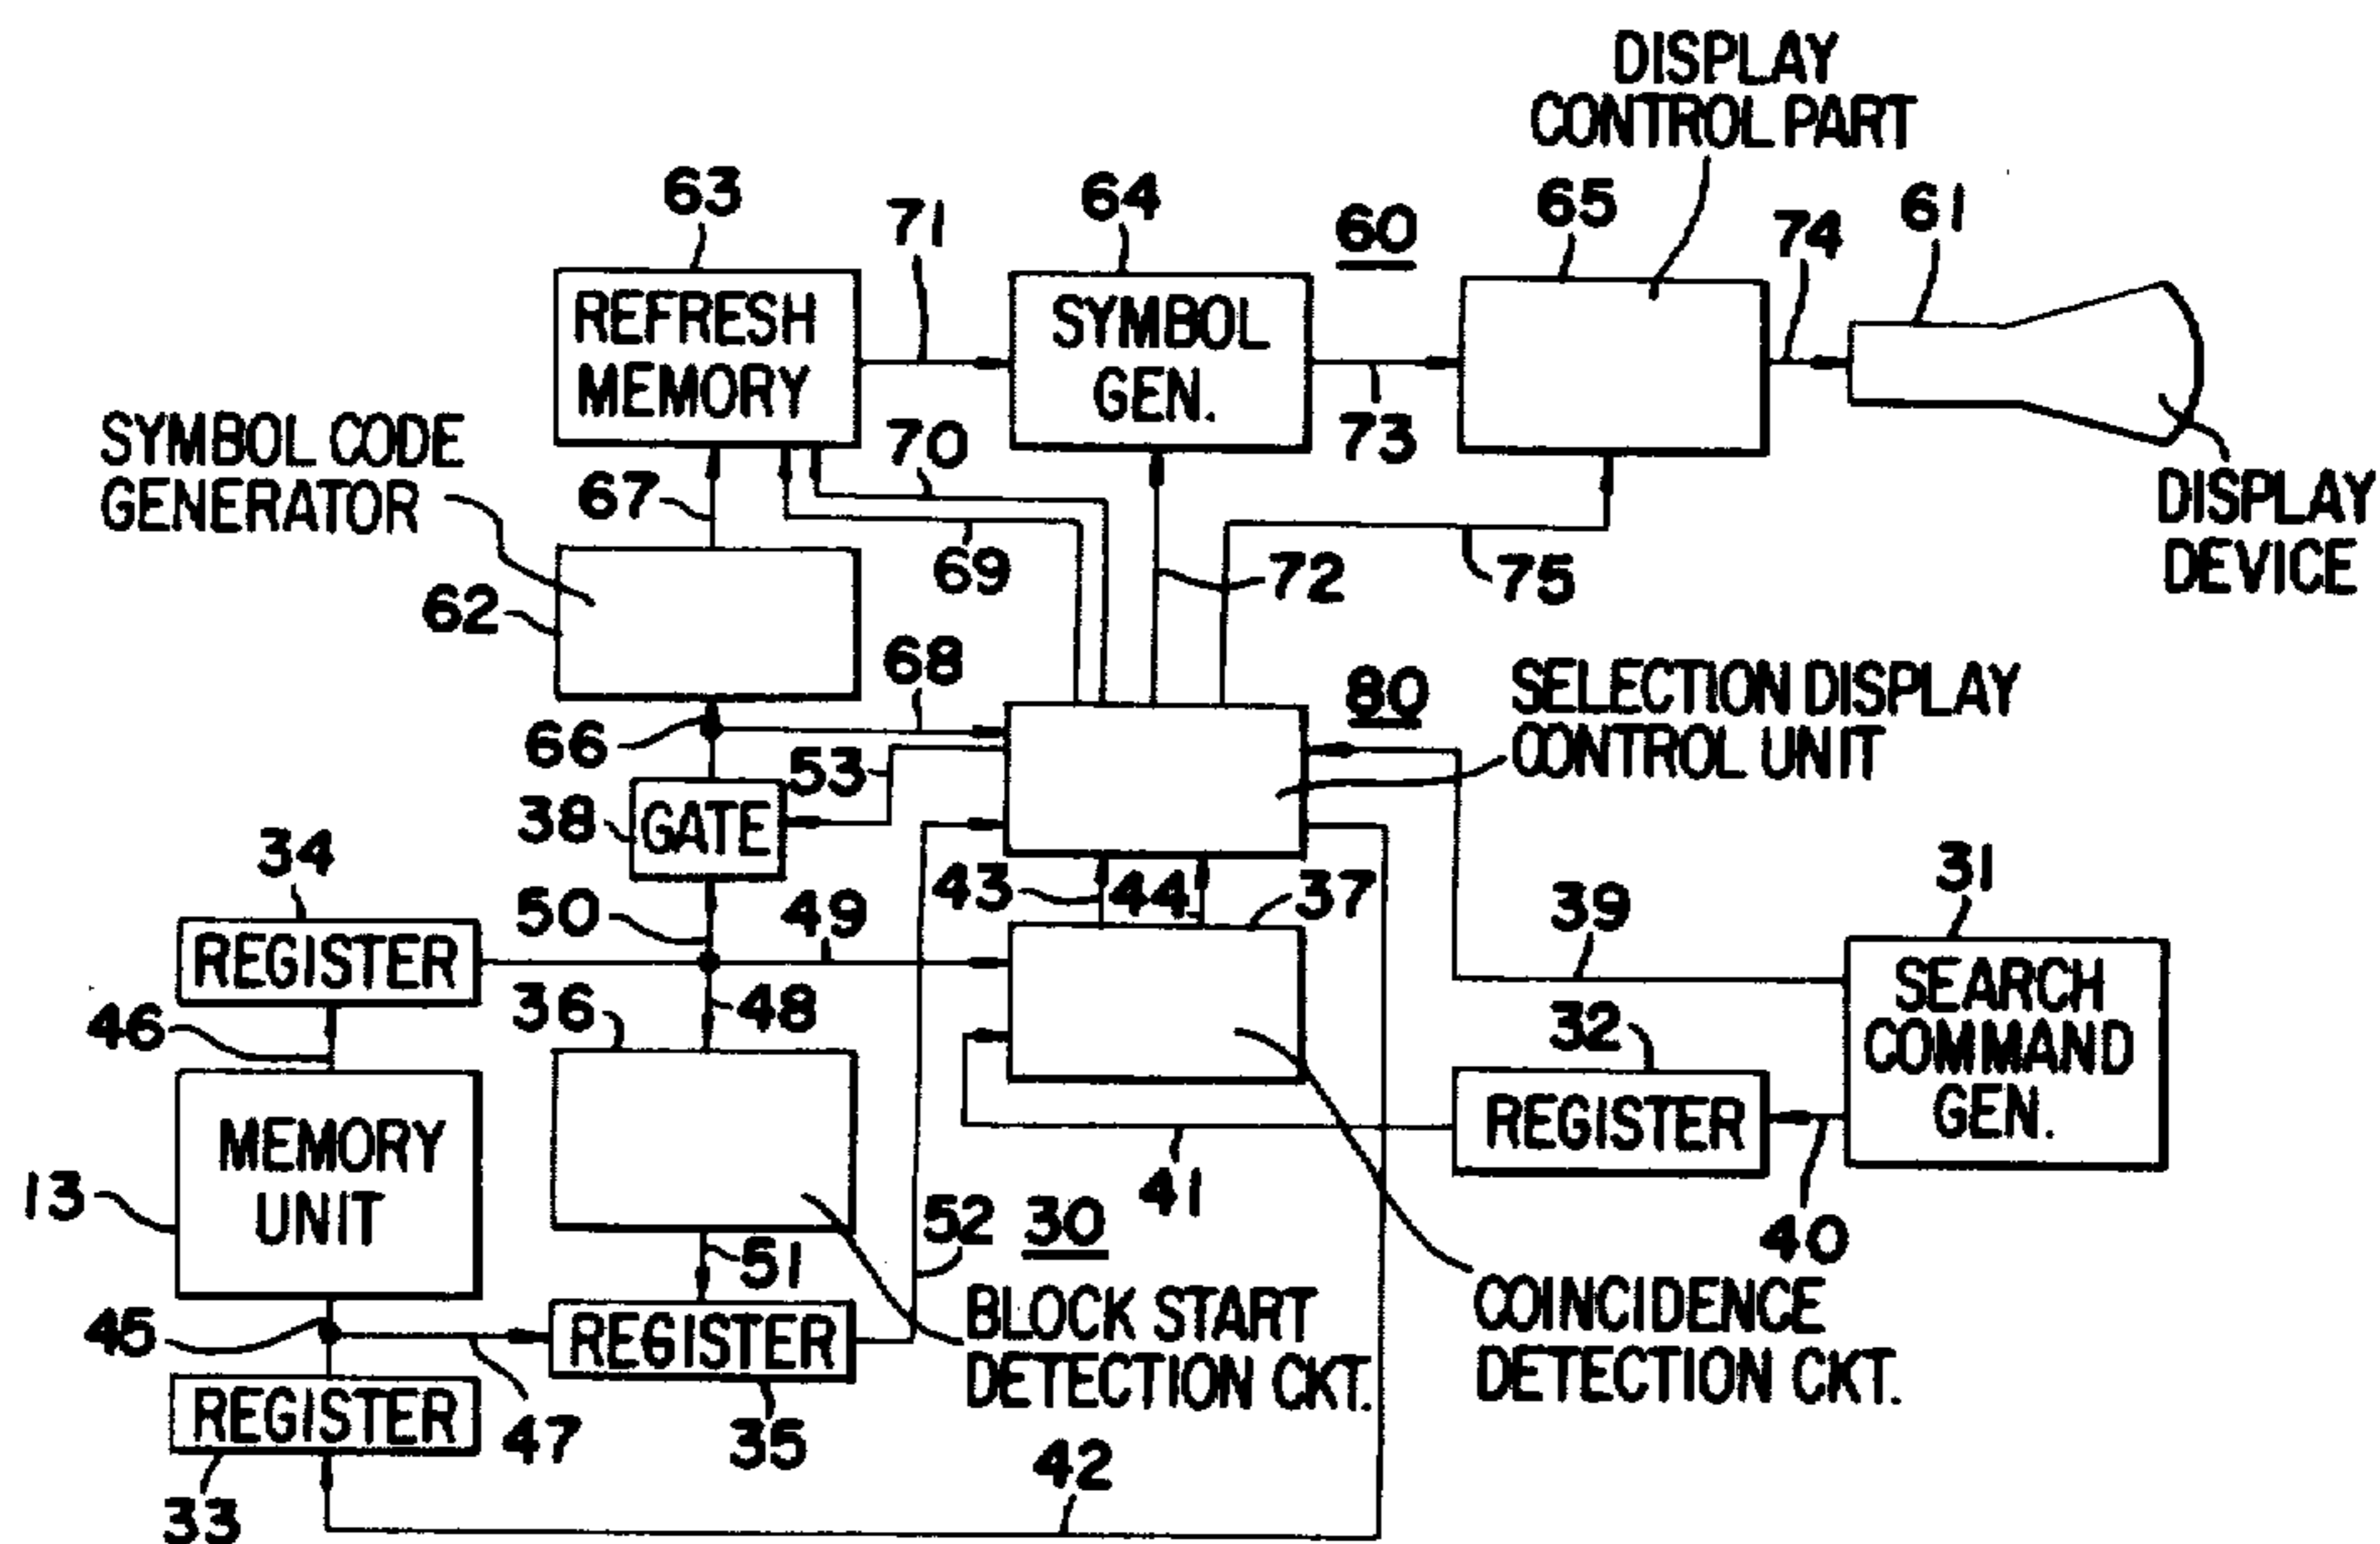 DISPLAY
CONTROL PART
63
71
64
60
65
74
61
REFRESH
MEMORY
SYMBOL
GEN.
SYMBOL CODE
GENERATOR
67
70
73
69
72
75
DISPLAY
DEVICE
62
68
80
SELECTION DISPLAY
CONTROL UNIT
66
53
38
GATE
34
50
49
43
44
37
39
31
REGISTER
46
36
48
32
SEARCH
COMMAND
GEN.
REGISTER
MEMORY
UNIT
13
41
40
52
30
51
45
REGISTER
BLOCK START
DETECTION CKT.
COINCIDENCE
DETECTION CKT.
REGISTER
47
35
42
33